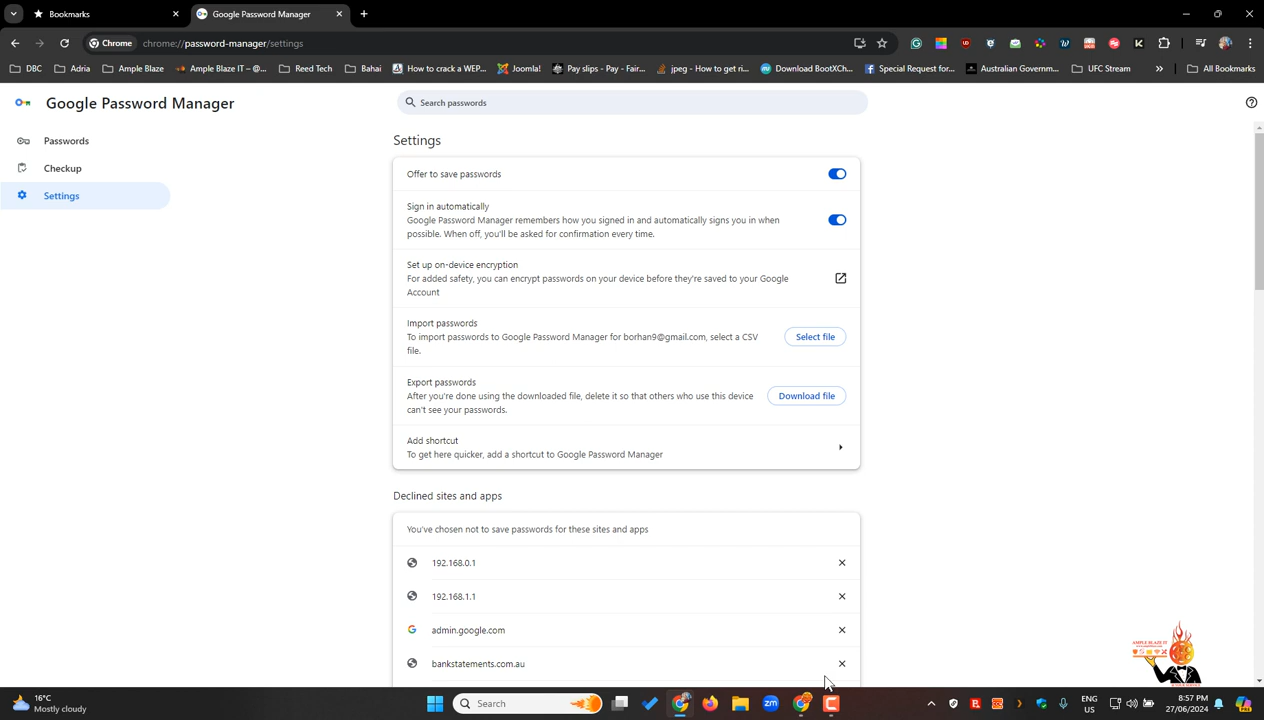 Bookmarks
Google Password Manager
Chrome
chrome://password-manager/settings
DBC
Adria
Ample Blaze
Ample Blaze IT – @...
Reed Tech
Bahai
How to crack a WEP...
Joomla!
Pay slips - Pay - Fair...
jpeg - How to get ri...
Download BootXCh...
Special Request for...
Australian Governm...
UFC Stream
»
All Bookmarks
Google Password Manager
Search passwords
Passwords
Checkup
Settings
Settings
Offer to save passwords
Sign in automatically
Google Password Manager remembers how you signed in and automatically signs you in when
possible. When off, you'll be asked for confirmation every time.
Set up on-device encryption
For added safety, you can encrypt passwords on your device before they're saved to your Google
Account
Import passwords
To import passwords to Google Password Manager for borhan9@gmail.com, select a CSV
file.
Select file
Export passwords
After you're done using the downloaded file, delete it so that others who use this device
can't see your passwords.
Download file
Add shortcut
To get here quicker, add a shortcut to Google Password Manager
Declined sites and apps
You've chosen not to save passwords for these sites and apps
192.168.0.1
192.168.1.1
admin.google.com
bankstatements.com.au
AMPLE BLAZE IT
16°C
Mostly cloudy
Search
zm
ENG
US
8:57 PM
27/06/2024